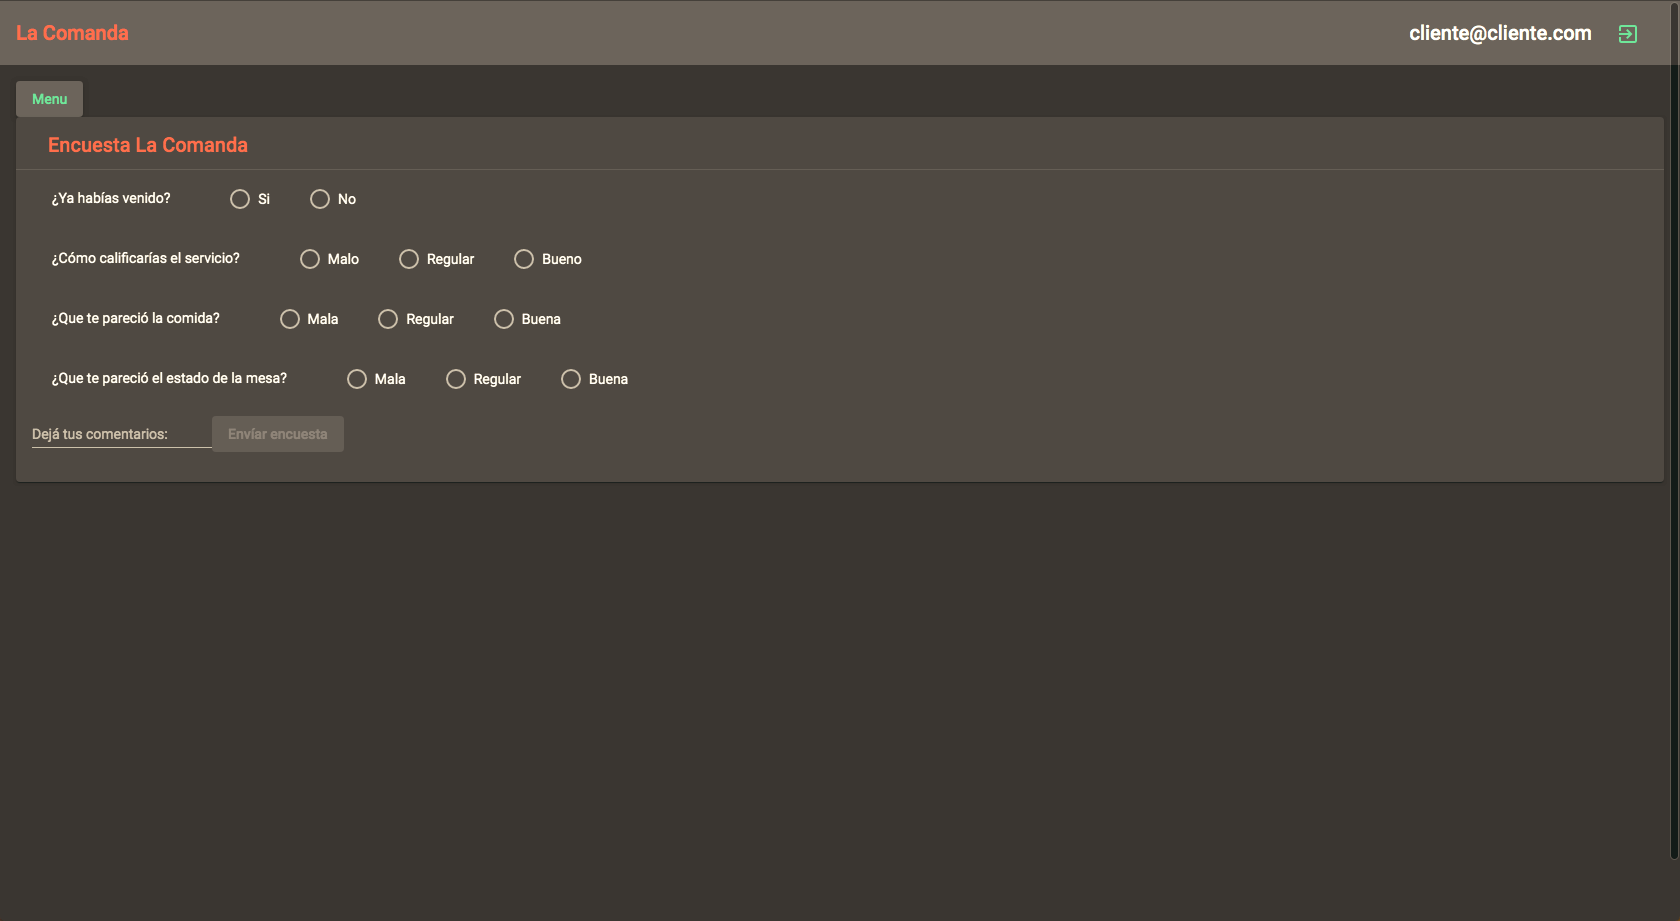 La Comanda
cliente@cliente.com
Menu
Encuesta La Comanda
¿Ya habías venido? Si No
¿Cómo calificarías el servicio? Malo Regular Bueno
¿Que te pareció la comida? Mala Regular Buena
¿Que te pareció el estado de la mesa? Mala Regular Buena
Dejá tus comentarios: Envíar encuesta